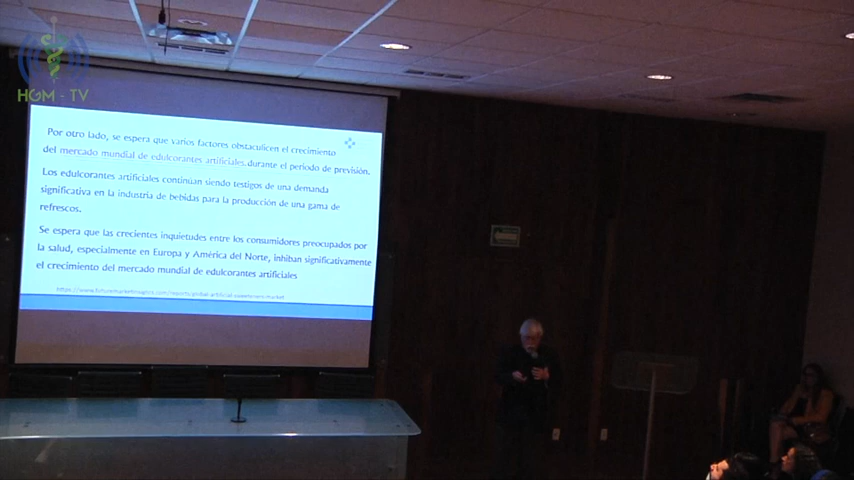 HGM - TV
Por otro lado, se espera que varios factores obstaculicen el crecimiento
del mercado mundial de edulcorantes artificiales durante el periodo de previsión.
Los edulcorantes artificiales continúan siendo testigos de una demanda
significativa en la industria de bebidas para la producción de una gama de
refrescos.
Se espera que las crecientes inquietudes entre los consumidores preocupados por
la salud, especialmente en Europa y América del Norte, inhiban significativamente
el crecimiento del mercado mundial de edulcorantes artificiales